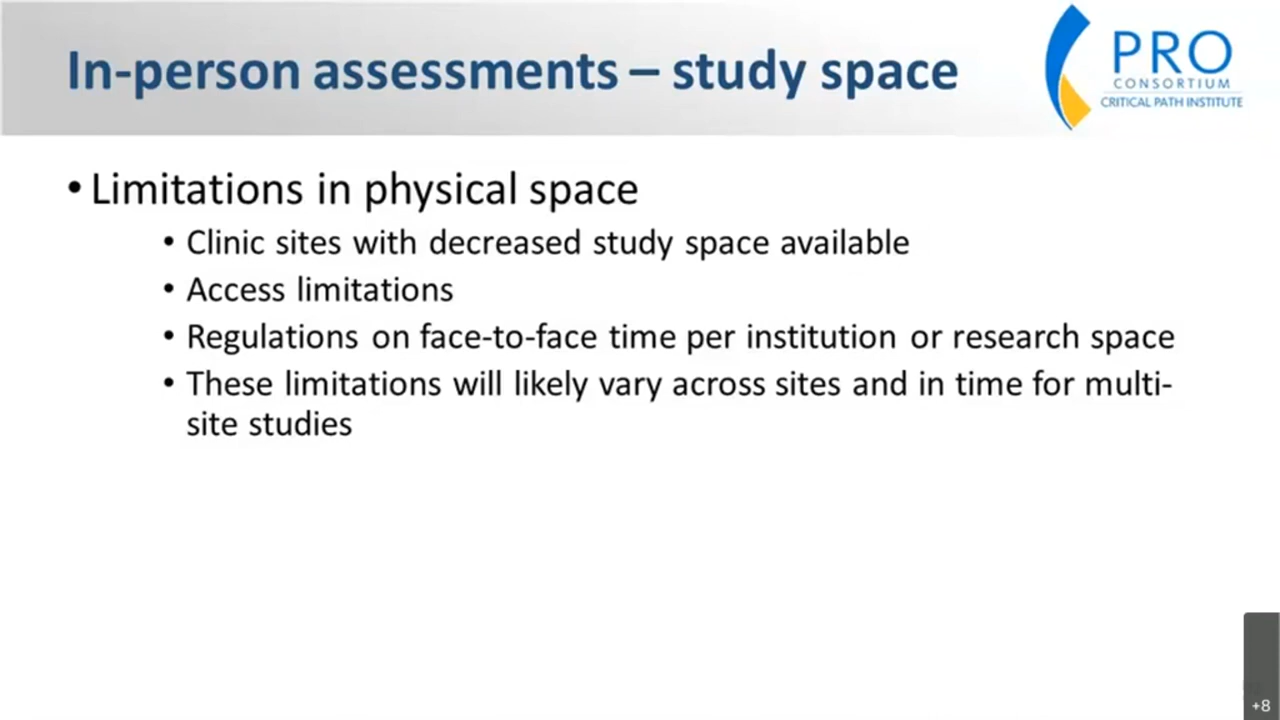 In-person assessments – study space
PRO
CONSORTIUM
CRITICAL PATH INSTITUTE
• Limitations in physical space
• Clinic sites with decreased study space available
• Access limitations
• Regulations on face-to-face time per institution or research space
• These limitations will likely vary across sites and in time for multi-
site studies
+8